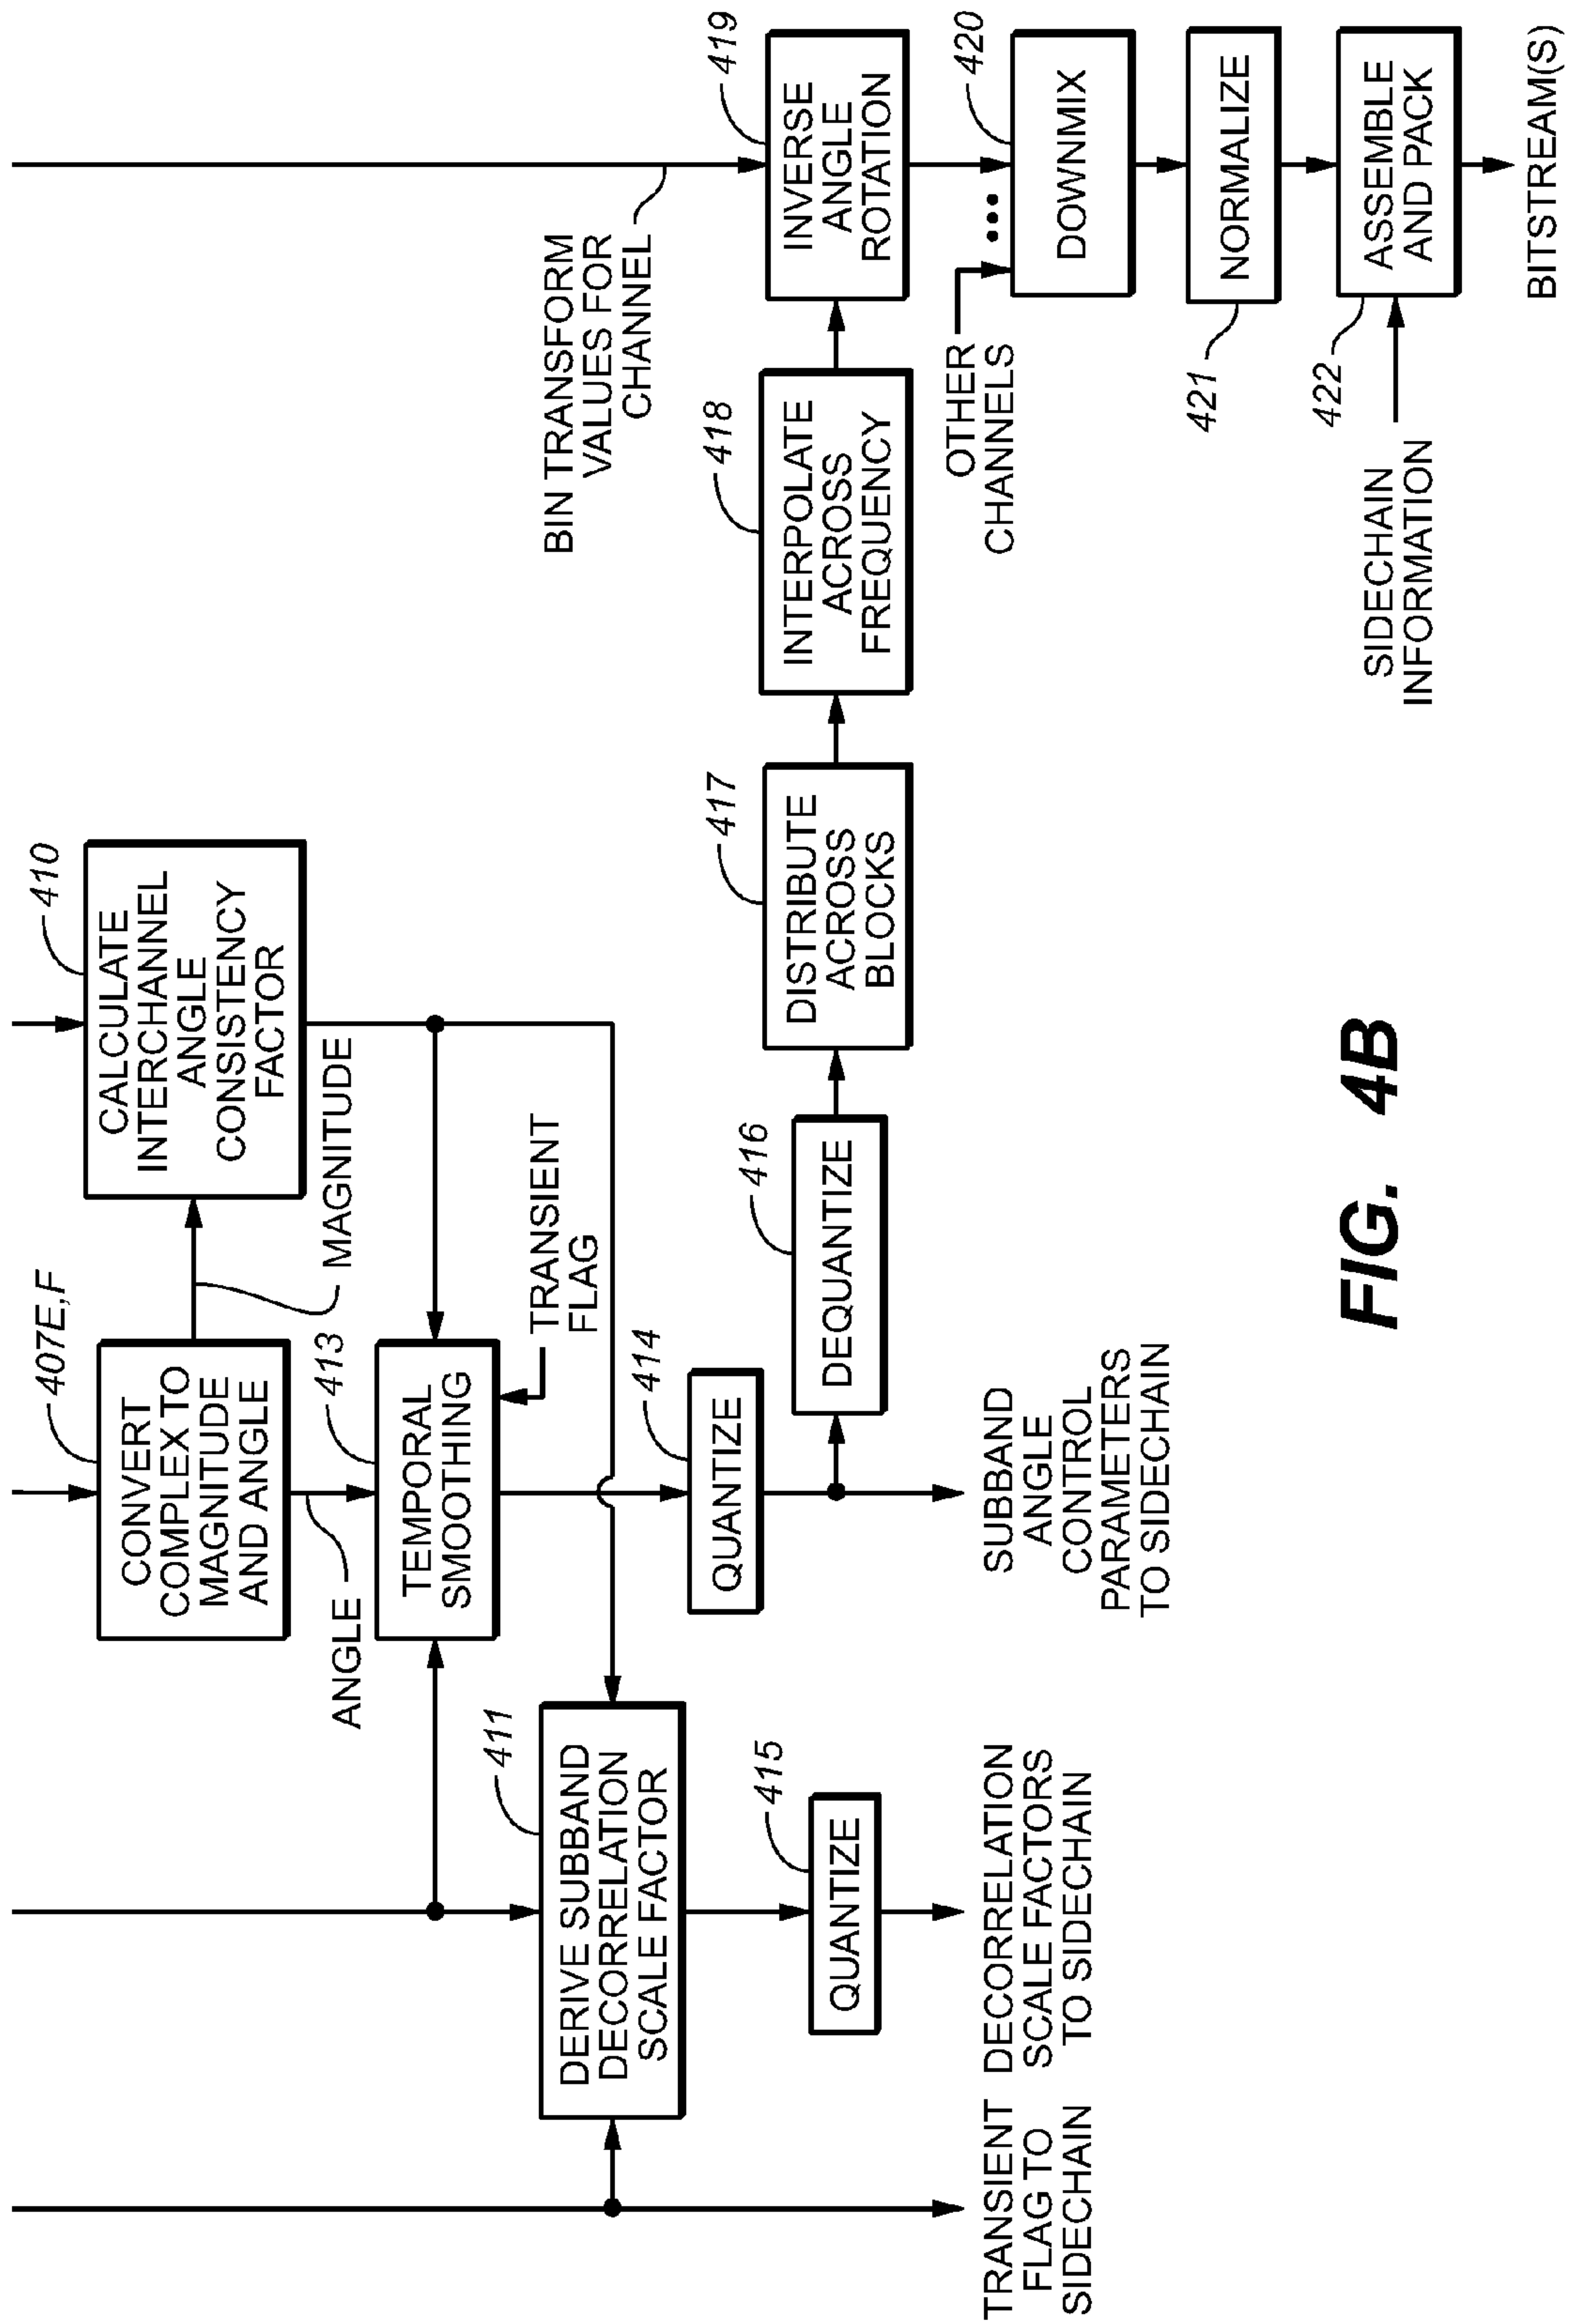 407E,F
CONVERT
COMPLEX TO
MAGNITUDE
AND ANGLE
410
CALCULATE
INTERCHANNEL
ANGLE
CONSISTENCY
FACTOR
MAGNITUDE
ANGLE
413
TEMPORAL
SMOOTHING
TRANSIENT
FLAG
411
DERIVE SUBBAND
DECORRELATION
SCALE FACTOR
414
QUANTIZE
415
QUANTIZE
416
DEQUANTIZE
417
DISTRIBUTE
ACROSS
BLOCKS
418
INTERPOLATE
ACROSS
FREQUENCY
BIN TRANSFORM
VALUES FOR
CHANNEL
419
INVERSE
ANGLE
ROTATION
OTHER
CHANNELS
420
DOWNMIX
421
NORMALIZE
422
ASSEMBLE
AND PACK
SIDECHAIN
INFORMATION
BITSTREAM(S)
TRANSIENT
FLAG TO
SIDECHAIN
DECORRELATION
SCALE FACTORS
TO SIDECHAIN
SUBBAND
ANGLE
CONTROL
PARAMETERS
TO SIDECHAIN
FIG. 4B